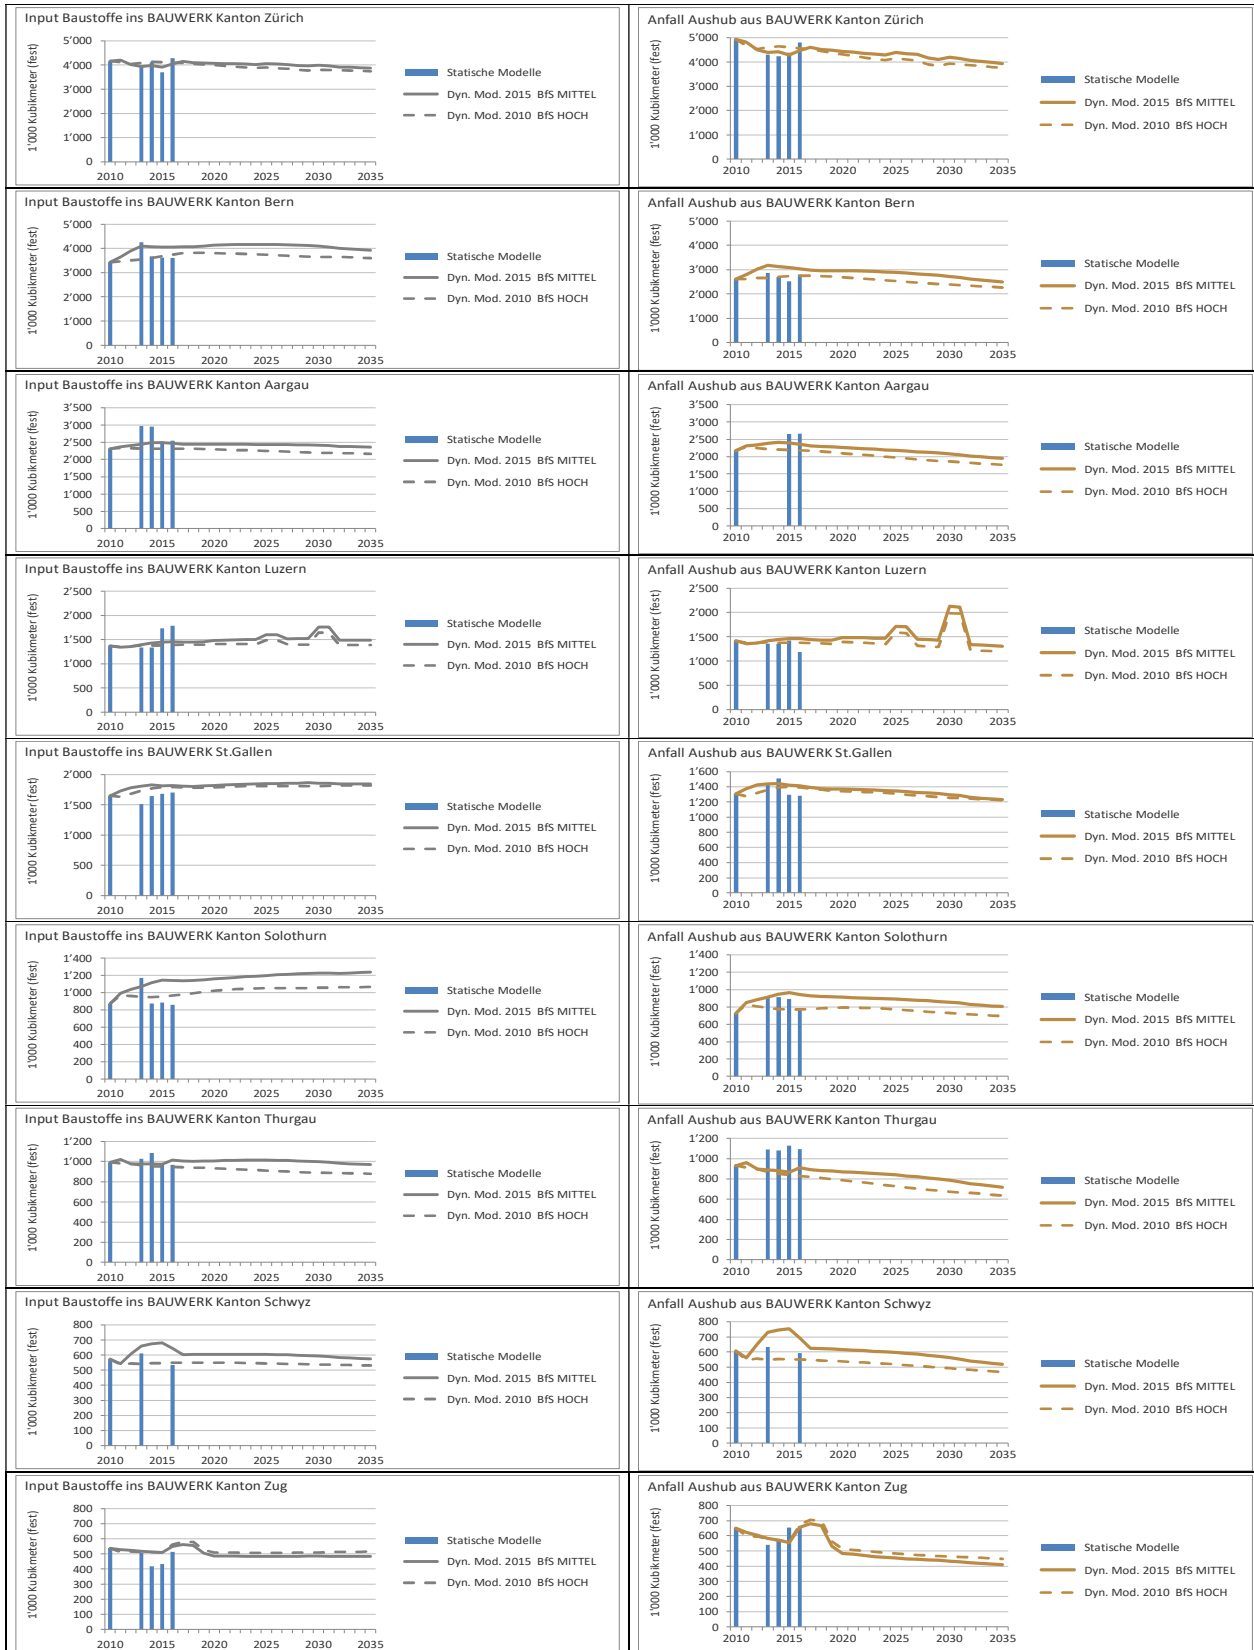 Input Baustoffe ins BAUWERK Kanton Zürich
1'000 Kubikmeter (fest)
5'000
4'000
3'000
2'000
1'000
0
2010 2015 2020 2025 2030 2035
Statische Modelle
Dyn. Mod. 2015 BfS MITTEL
Dyn. Mod. 2010 BfS HOCH
Anfall Aushub aus BAUWERK Kanton Zürich
1'000 Kubikmeter (fest)
5'000
4'000
3'000
2'000
1'000
0
2010 2015 2020 2025 2030 2035
Statische Modelle
Dyn. Mod. 2015 BfS MITTEL
Dyn. Mod. 2010 BfS HOCH
Input Baustoffe ins BAUWERK Kanton Bern
1'000 Kubikmeter (fest)
5'000
4'000
3'000
2'000
1'000
0
2010 2015 2020 2025 2030 2035
Statische Modelle
Dyn. Mod. 2015 BfS MITTEL
Dyn. Mod. 2010 BfS HOCH
Anfall Aushub aus BAUWERK Kanton Bern
1'000 Kubikmeter (fest)
5'000
4'000
3'000
2'000
1'000
0
2010 2015 2020 2025 2030 2035
Statische Modelle
Dyn. Mod. 2015 BfS MITTEL
Dyn. Mod. 2010 BfS HOCH
Input Baustoffe ins BAUWERK Kanton Aargau
1'000 Kubikmeter (fest)
3'500
3'000
2'500
2'000
1'500
1'000
500
0
2010 2015 2020 2025 2030 2035
Statische Modelle
Dyn. Mod. 2015 BfS MITTEL
Dyn. Mod. 2010 BfS HOCH
Anfall Aushub aus BAUWERK Kanton Aargau
1'000 Kubikmeter (fest)
3'500
3'000
2'500
2'000
1'500
1'000
500
0
2010 2015 2020 2025 2030 2035
Statische Modelle
Dyn. Mod. 2015 BfS MITTEL
Dyn. Mod. 2010 BfS HOCH
Input Baustoffe ins BAUWERK Kanton Luzern
1'000 Kubikmeter (fest)
2'500
2'000
1'500
1'000
500
0
2010 2015 2020 2025 2030 2035
Statische Modelle
Dyn. Mod. 2015 BfS MITTEL
Dyn. Mod. 2010 BfS HOCH
Anfall Aushub aus BAUWERK Kanton Luzern
1'000 Kubikmeter (fest)
2'500
2'000
1'500
1'000
500
0
2010 2015 2020 2025 2030 2035
Statische Modelle
Dyn. Mod. 2015 BfS MITTEL
Dyn. Mod. 2010 BfS HOCH
Input Baustoffe ins BAUWERK St.Gallen
1'000 Kubikmeter (fest)
2'000
1'500
1'000
500
0
2010 2015 2020 2025 2030 2035
Statische Modelle
Dyn. Mod. 2015 BfS MITTEL
Dyn. Mod. 2010 BfS HOCH
Anfall Aushub aus BAUWERK St.Gallen
1'000 Kubikmeter (fest)
1'600
1'400
1'200
1'000
800
600
400
200
0
2010 2015 2020 2025 2030 2035
Statische Modelle
Dyn. Mod. 2015 BfS MITTEL
Dyn. Mod. 2010 BfS HOCH
Input Baustoffe ins BAUWERK Kanton Solothurn
1'000 Kubikmeter (fest)
1'400
1'200
1'000
800
600
400
200
0
2010 2015 2020 2025 2030 2035
Statische Modelle
Dyn. Mod. 2015 BfS MITTEL
Dyn. Mod. 2010 BfS HOCH
Anfall Aushub aus BAUWERK Kanton Solothurn
1'000 Kubikmeter (fest)
1'400
1'200
1'000
800
600
400
200
0
2010 2015 2020 2025 2030 2035
Statische Modelle
Dyn. Mod. 2015 BfS MITTEL
Dyn. Mod. 2010 BfS HOCH
Input Baustoffe ins BAUWERK Kanton Thurgau
1'000 Kubikmeter (fest)
1'200
1'000
800
600
400
200
0
2010 2015 2020 2025 2030 2035
Statische Modelle
Dyn. Mod. 2015 BfS MITTEL
Dyn. Mod. 2010 BfS HOCH
Anfall Aushub aus BAUWERK Kanton Thurgau
1'000 Kubikmeter (fest)
1'200
1'000
800
600
400
200
0
2010 2015 2020 2025 2030 2035
Statische Modelle
Dyn. Mod. 2015 BfS MITTEL
Dyn. Mod. 2010 BfS HOCH
Input Baustoffe ins BAUWERK Kanton Schwyz
1'000 Kubikmeter (fest)
800
700
600
500
400
300
200
100
0
2010 2015 2020 2025 2030 2035
Statische Modelle
Dyn. Mod. 2015 BfS MITTEL
Dyn. Mod. 2010 BfS HOCH
Anfall Aushub aus BAUWERK Kanton Schwyz
1'000 Kubikmeter (fest)
800
700
600
500
400
300
200
100
0
2010 2015 2020 2025 2030 2035
Statische Modelle
Dyn. Mod. 2015 BfS MITTEL
Dyn. Mod. 2010 BfS HOCH
Input Baustoffe ins BAUWERK Kanton Zug
1'000 Kubikmeter (fest)
800
700
600
500
400
300
200
100
0
2010 2015 2020 2025 2030 2035
Statische Modelle
Dyn. Mod. 2015 BfS MITTEL
Dyn. Mod. 2010 BfS HOCH
Anfall Aushub aus BAUWERK Kanton Zug
1'000 Kubikmeter (fest)
800
700
600
500
400
300
200
100
0
2010 2015 2020 2025 2030 2035
Statische Modelle
Dyn. Mod. 2015 BfS MITTEL
Dyn. Mod. 2010 BfS HOCH